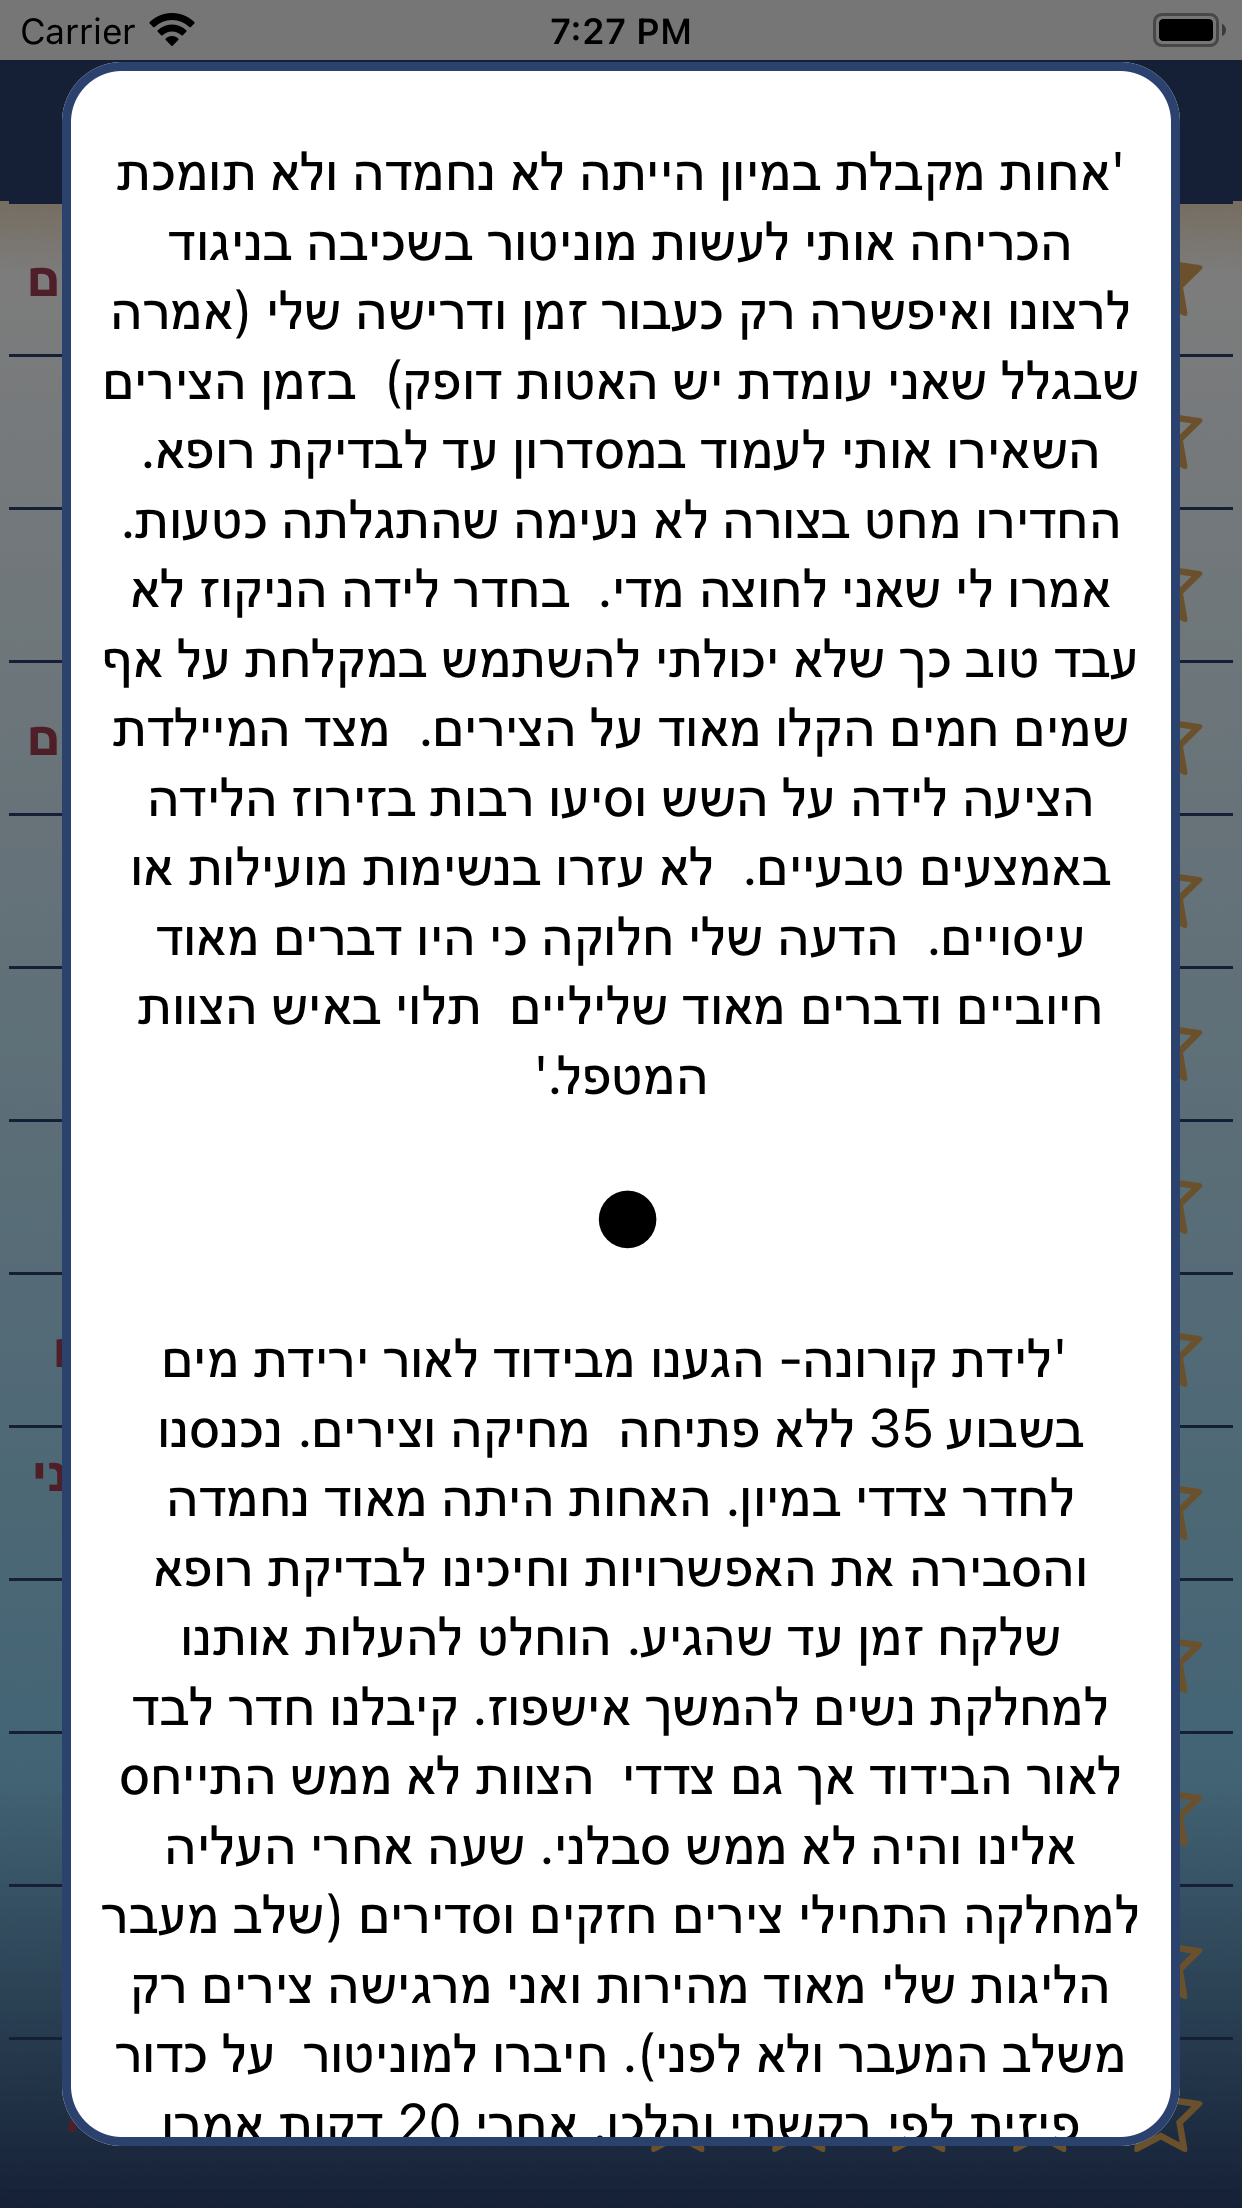 Carrier
7:27 PM
'אחות מקבלת במיון הייתה לא נחמדה ולא תומכת
הכריחה אותי לעשות מוניטור בשכיבה בניגוד
לרצונו ואיפשרה רק כעבור זמן ודרישה שלי (אמרה
שבגלל שאני עומדת יש האטות דופק)  בזמן הצירים
השאירו אותי לעמוד במסדרון עד לבדיקת רופא.
החדירו מחט בצורה לא נעימה שהתגלתה כטעות.
אמרו לי שאני לחוצה מדי.  בחדר לידה הניקוז לא
עבד טוב כך שלא יכולתי להשתמש במקלחת על אף
שמים חמים הקלו מאוד על הצירים.  מצד המיילדת
הציעה לידה על השש וסיעו רבות בזירוז הלידה
באמצעים טבעיים.  לא עזרו בנשימות מועילות או
עיסויים.  הדעה שלי חלוקה כי היו דברים מאוד
חיוביים ודברים מאוד שליליים  תלוי באיש הצוות
המטפל.'
'לידת קורונה- הגענו מבידוד לאור ירידת מים
בשבוע 35 ללא פתיחה  מחיקה וצירים. נכנסנו
לחדר צדדי במיון. האחות היתה מאוד נחמדה
והסבירה את האפשרויות וחיכינו לבדיקת רופא
שלקח זמן עד שהגיע. הוחלט להעלות אותנו
למחלקת נשים להמשך אישפוז. קיבלנו חדר לבד
לאור הבידוד אך גם צדדי  הצוות לא ממש התייחס
אלינו והיה לא ממש סבלני. שעה אחרי העליה
למחלקה התחילי צירים חזקים וסדירים (שלב מעבר
הליגות שלי מאוד מהירות ואני מרגישה צירים רק
משלב המעבר ולא לפני). חיברו למוניטור  על כדור
פיזית לפי בקשתי והלכו. אחרי 20 דקות אמרו